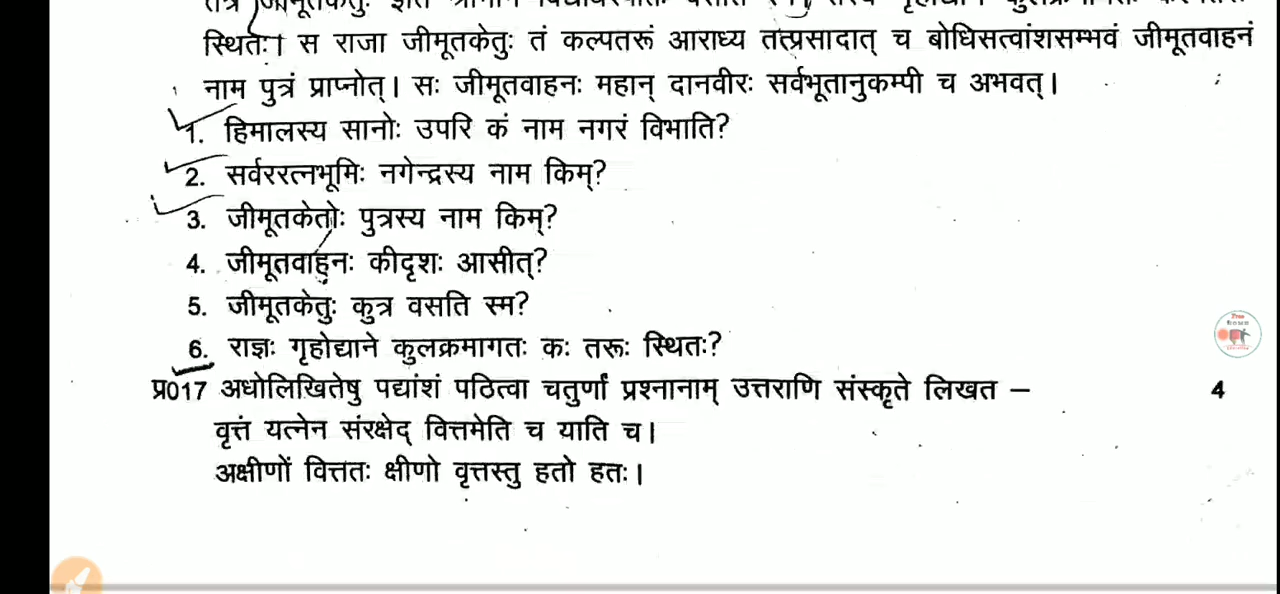 स्थितः। स राजा जीमूतकेतुः तं कल्पतरूं आराध्य तत्प्रसादात् च बोधिसत्वांशसम्भवं जीमूतवाहनं
नाम पुत्रं प्राप्नोत्। सः जीमूतवाहनः महान् दानवीरः सर्वभूतानुकम्पी च अभवत्।
1. हिमालस्य सानोः उपरि कं नाम नगरं विभाति?
2. सर्वररत्नभूमिः नगेन्द्रस्य नाम किम्?
3. जीमूतकेतोः पुत्रस्य नाम किम्?
4. जीमूतवाहनः कीदृशः आसीत्?
5. जीमूतकेतुः कुत्र वसति स्म?
6. राज्ञः गृहोद्याने कुलक्रमागतः कः तरूः स्थितः?
प्र017 अधोलिखितेषु पद्यांशं पठित्वा चतुर्णां प्रश्नानाम् उत्तराणि संस्कृते लिखत – 4
वृत्तं यत्नेन संरक्षेद् वित्तमेति च याति च।
अक्षीणों वित्ततः क्षीणो वृत्तस्तु हतो हतः।